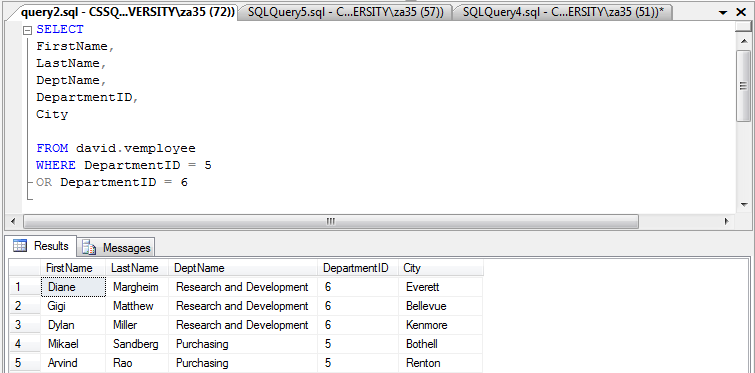 query2.sql - CSSQ...VERSITY\za35 (72)) SQLQuery5.sql - C...ERSITY\za35 (57)) SQLQuery4.sql - C...ERSITY\za35 (51))*
SELECT
FirstName,
LastName,
DeptName,
DepartmentID,
City
FROM david.vemployee
WHERE DepartmentID = 5
OR DepartmentID = 6
Results Messages
FirstName LastName DeptName DepartmentID City
1 Diane Margheim Research and Development 6 Everett
2 Gigi Matthew Research and Development 6 Bellevue
3 Dylan Miller Research and Development 6 Kenmore
4 Mikael Sandberg Purchasing 5 Bothell
5 Arvind Rao Purchasing 5 Renton